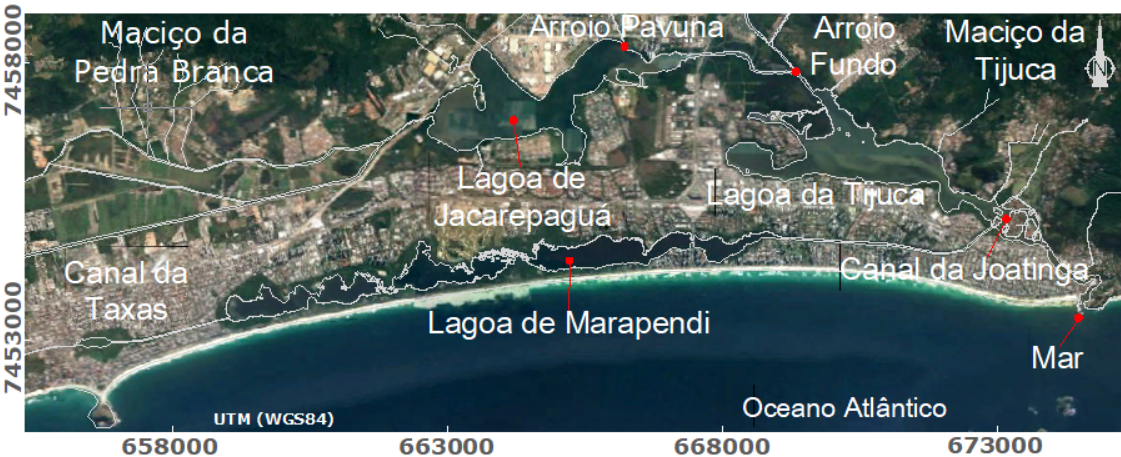 Maciço da
Pedra Branca
Arroio Pavuna
Arroio
Fundo
Maciço da
Tijuca
N
7458000
Lagoa de
Jacarepaguá
Lagoa da Tijuca
Canal da
Taxas
Canal da Joatinga
Lagoa de Marapendi
7453000
Mar
UTM (WGS84)
Oceano Atlântico
658000
663000
668000
673000